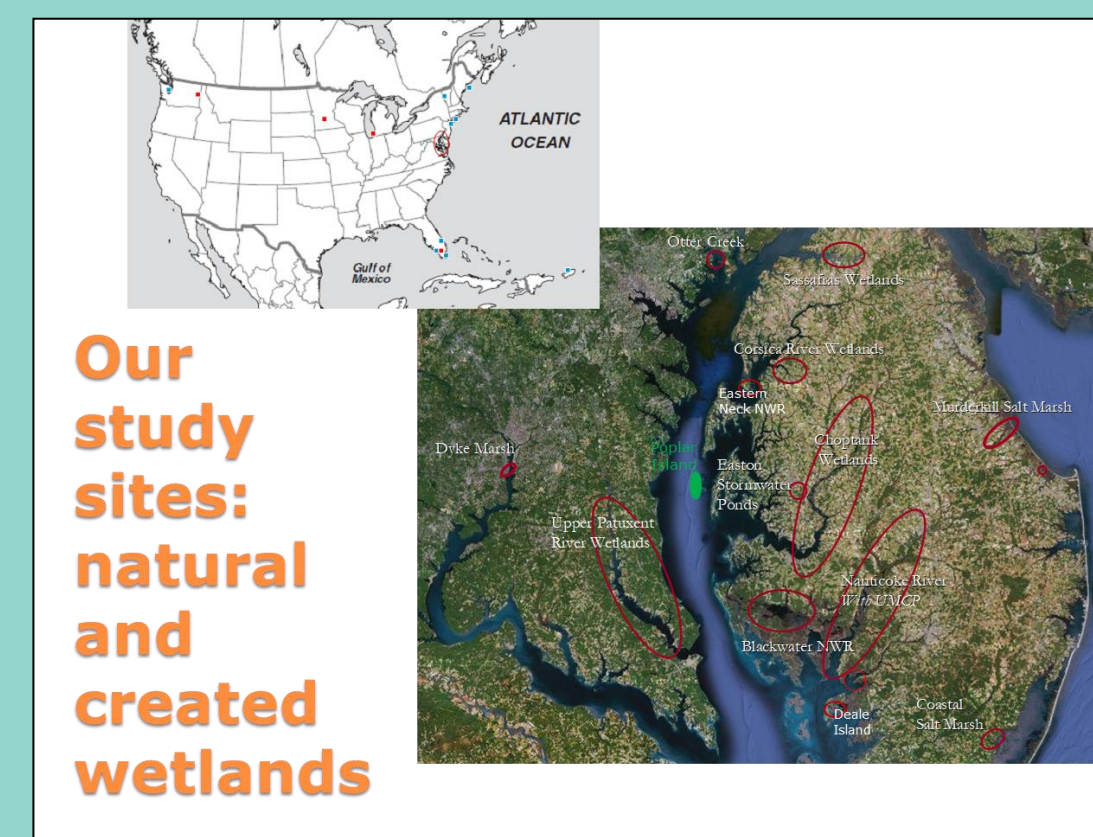 ATLANTIC
OCEAN
Gulf of
Mexico
Our
study
sites:
natural
and
created
wetlands
Otter Creek
Sassafras Wetlands
Corsica River Wetlands
Eastern
Neck NWR
Murderkill Salt Marsh
Dyke Marsh
Poplar
Island
Choptank
Wetlands
Easton
Stormwater
Ponds
Upper Patuxent
River Wetlands
Nanticoke River
With UMCP
Blackwater NWR
Deale
Island
Coastal
Salt Marsh